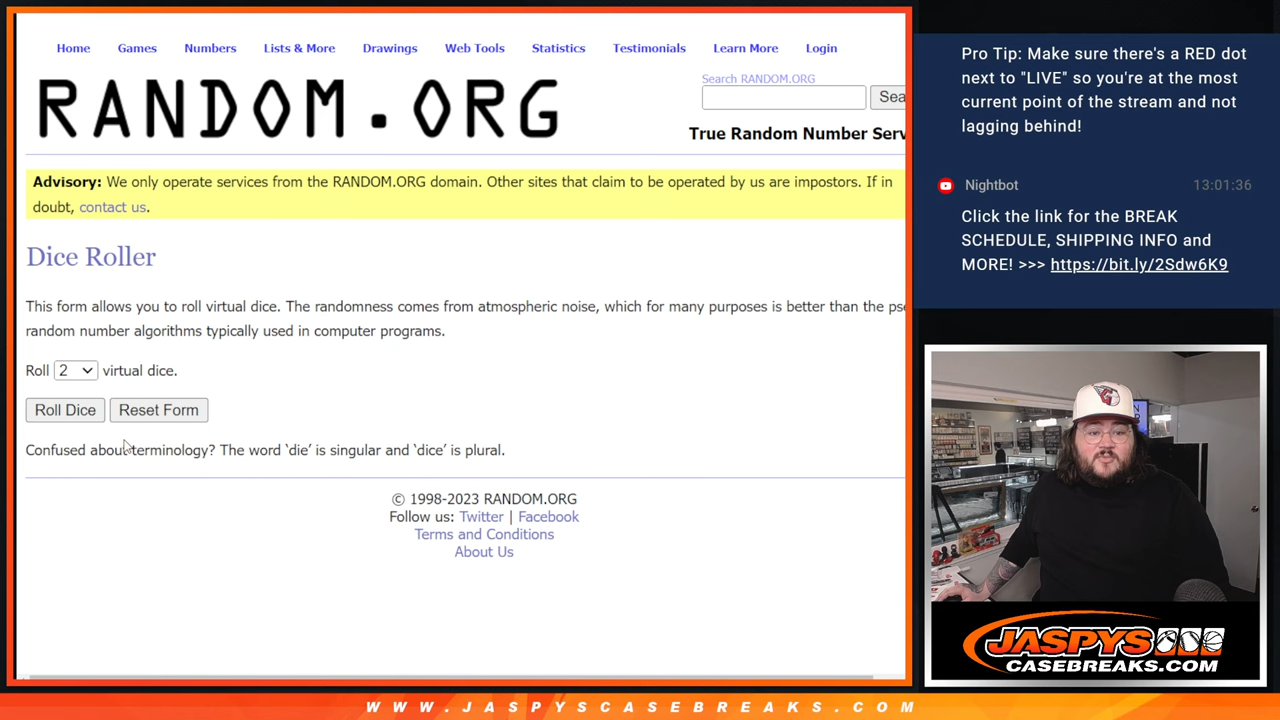 Home Games Numbers Lists & More Drawings Web Tools Statistics Testimonials Learn More Login
RANDOM.ORG
Search RANDOM.ORG
Sea
True Random Number Serv
Advisory: We only operate services from the RANDOM.ORG domain. Other sites that claim to be operated by us are impostors. If in
doubt, contact us.
Dice Roller
This form allows you to roll virtual dice. The randomness comes from atmospheric noise, which for many purposes is better than the pse
random number algorithms typically used in computer programs.
Roll 2 virtual dice.
Roll Dice Reset Form
Confused about terminology? The word ‘die’ is singular and ‘dice’ is plural.
© 1998-2023 RANDOM.ORG
Follow us: Twitter | Facebook
Terms and Conditions
About Us
Pro Tip: Make sure there's a RED dot
next to "LIVE" so you're at the most
current point of the stream and not
lagging behind!
Nightbot 13:01:36
Click the link for the BREAK
SCHEDULE, SHIPPING INFO and
MORE! >>> https://bit.ly/2Sdw6K9
JASPYS
CASEBREAKS.COM
WWW.JASPYSCASEBREAKS.COM